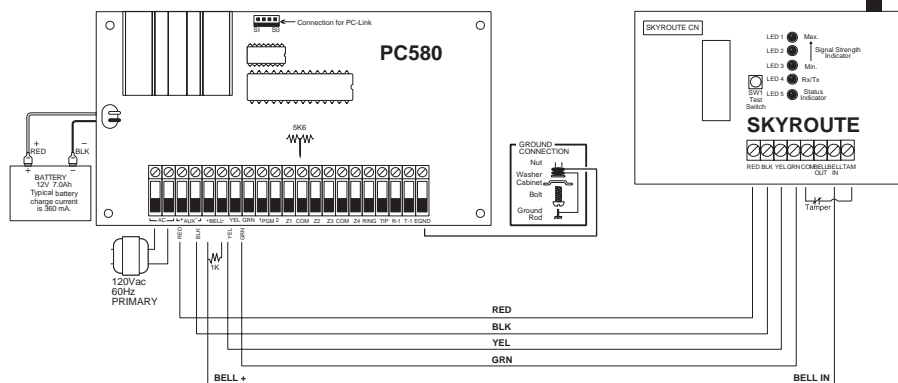 SKYROUTE CN
Connection for PC-Link
SI S0
PC580
5K6
LED 1
LED 2
LED 3
LED 4
LED 5
Max.
Signal Strength
Indicator
Min.
Rx/Tx
Status
Indicator
SW1
Test
Switch
SKYROUTE
RED BLK YEL GRN COM BELL OUT BELL IN TAM
Tamper
+ RED
– BLK
+ –
BATTERY
12V 7.0Ah
Typical battery
charge current
is 360 mA.
GROUND
CONNECTION
Nut
Washer
Cabinet
Bolt
Ground
Rod
AC + AUX - +BELL- YEL GRN 1 PGM 2 Z1 COM Z2 Z3 COM Z4 RING TIP R-1 T-1 EGND
RED
BLK
YEL
GRN
1K
120Vac
60Hz
PRIMARY
RED
BLK
YEL
GRN
BELL +
BELL IN